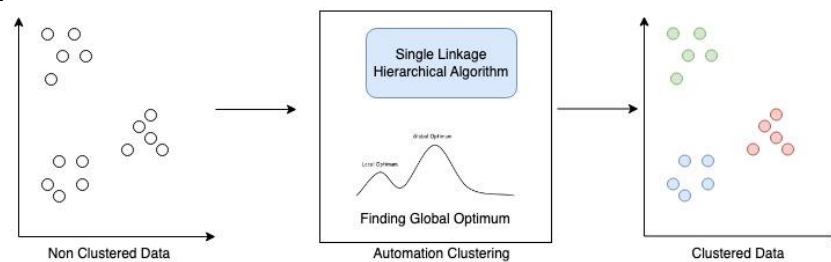 Single Linkage
Hierarchical Algorithm
Global Optimum
Local Optimum
Finding Global Optimum
Non Clustered Data
Automation Clustering
Clustered Data